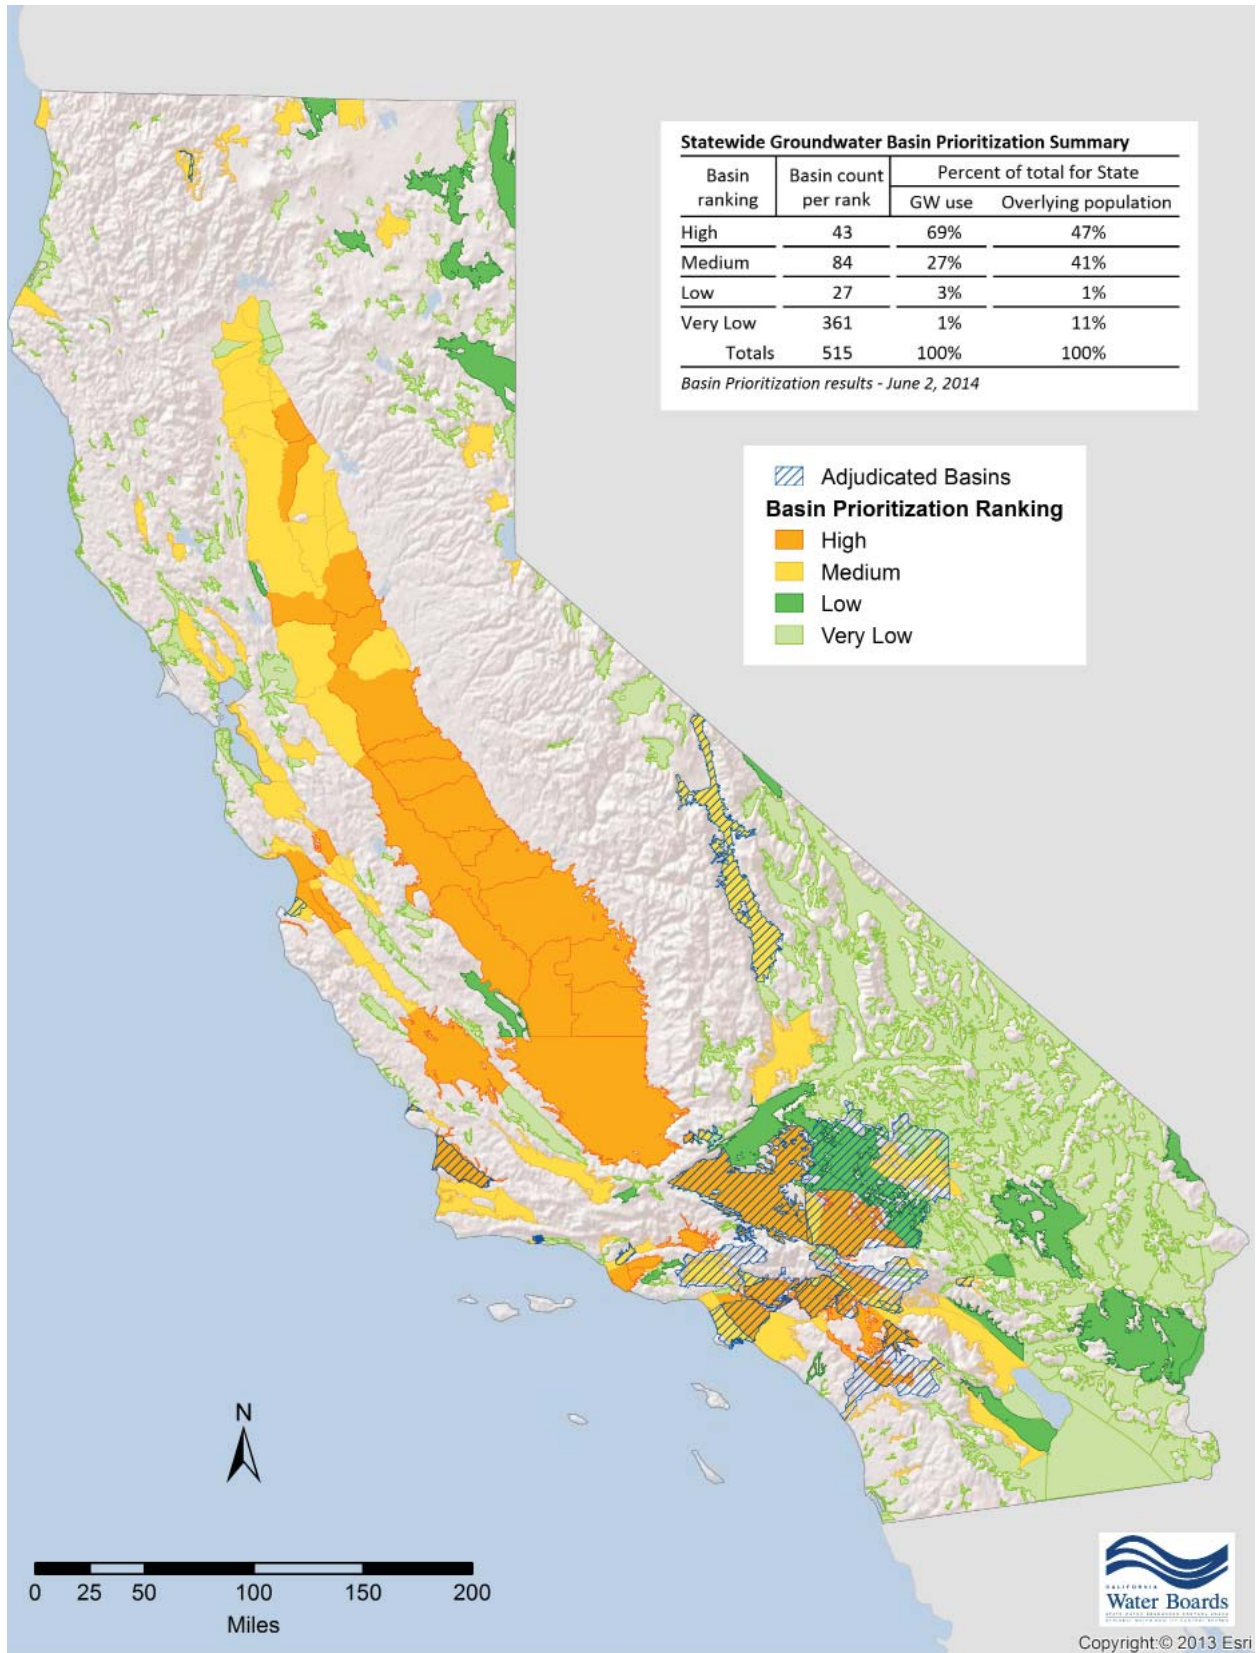 Statewide Groundwater Basin Prioritization Summary
Basin ranking Basin count per rank Percent of total for State
GW use Overlying population
High 43 69% 47%
Medium 84 27% 41%
Low 27 3% 1%
Very Low 361 1% 11%
Totals 515 100% 100%
Basin Prioritization results - June 2, 2014
Adjudicated Basins
Basin Prioritization Ranking
High
Medium
Low
Very Low
N
0 25 50 100 150 200
Miles
CALIFORNIA
Water Boards
Copyright:© 2013 Esri